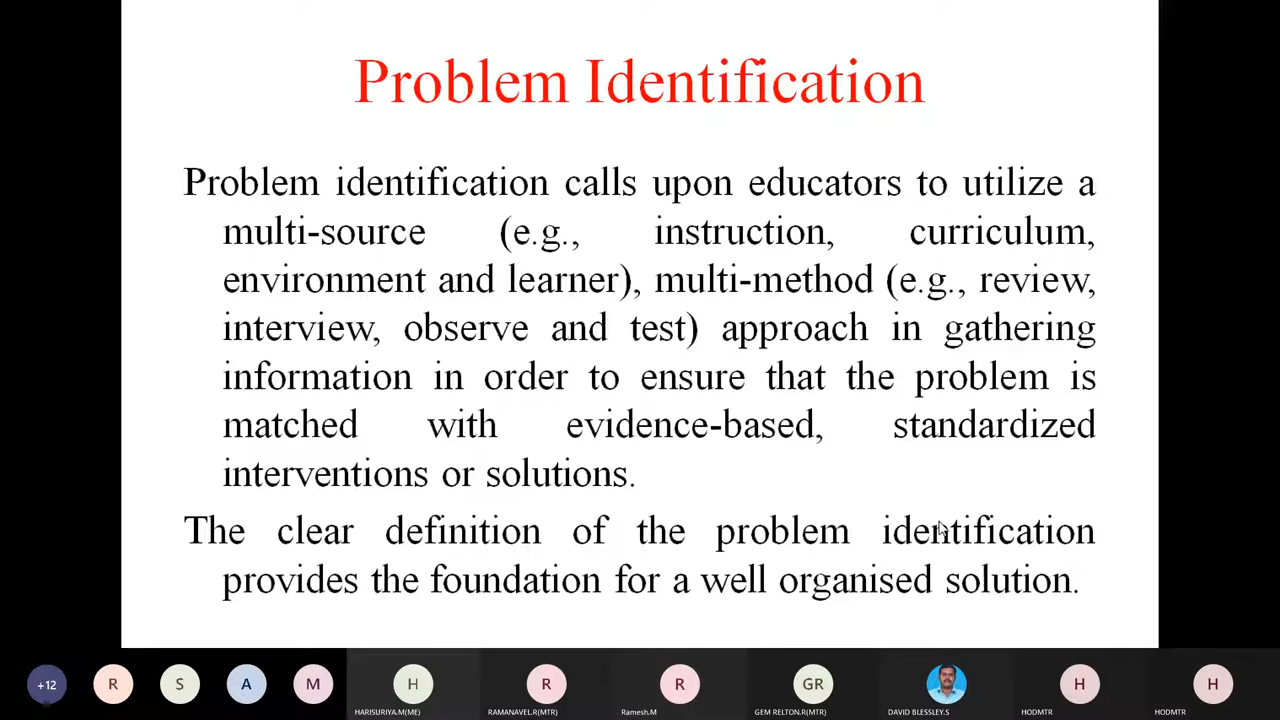 Problem Identification
Problem identification calls upon educators to utilize a
multi-source (e.g., instruction, curriculum,
environment and learner), multi-method (e.g., review,
interview, observe and test) approach in gathering
information in order to ensure that the problem is
matched with evidence-based, standardized
interventions or solutions.
The clear definition of the problem identification
provides the foundation for a well organised solution.
+12 R S A M H R R GR H H
HARISURIYA.M(ME) RAMANAVEL.R(MTR) Ramesh.M GEM RELTON.R(MTR) DAVID BLESSLEY.S HODMTR HODMTR